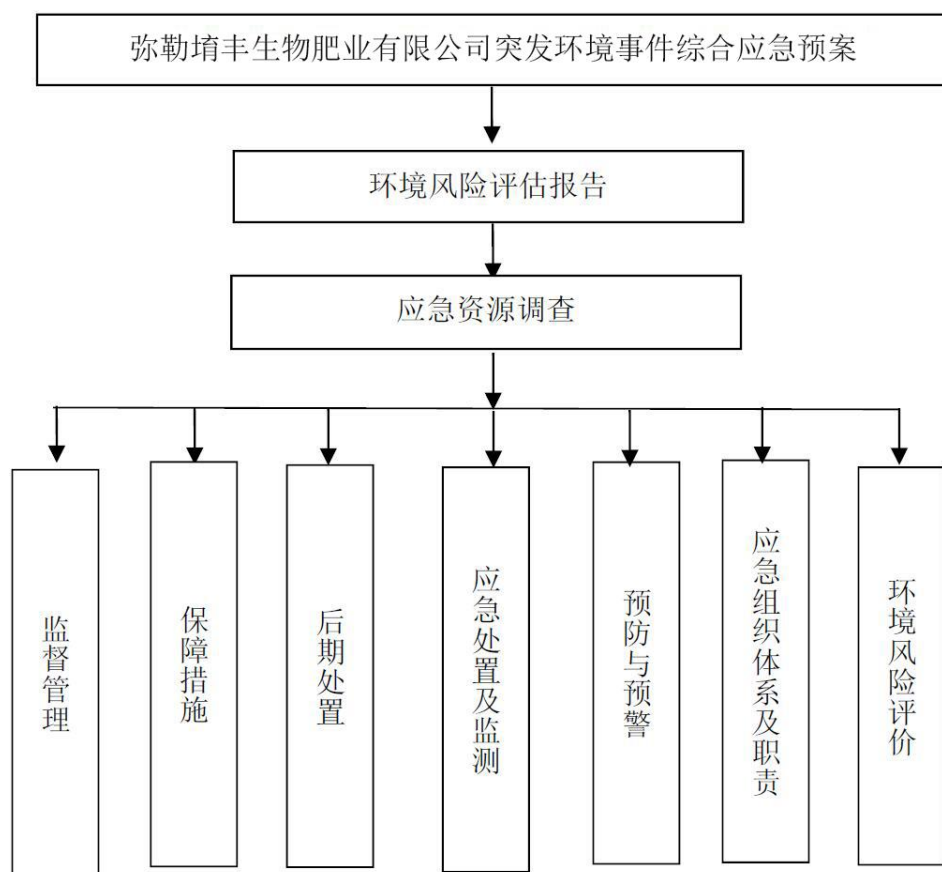 弥勒堉丰生物肥业有限公司突发环境事件综合应急预案
环境风险评估报告
应急资源调查
监督管理
保障措施
后期处置
应急处置及监测
预防与预警
应急组织体系及职责
环境风险评价